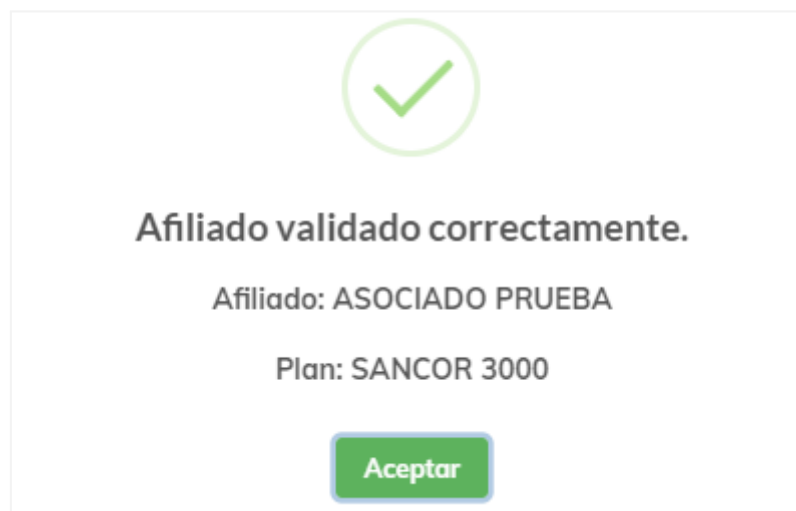 Afiliado validado correctamente.
Afiliado: ASOCIADO PRUEBA
Plan: SANCOR 3000
Aceptar